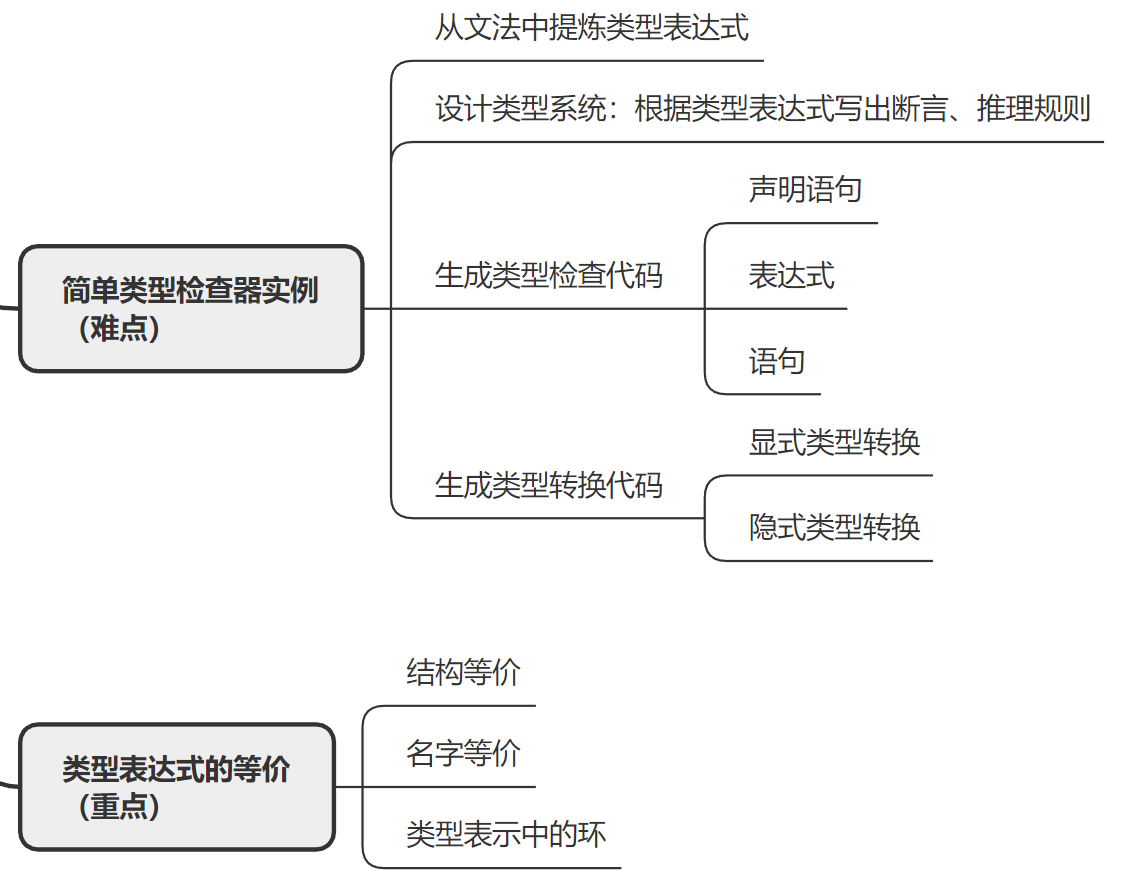 从文法中提炼类型表达式
设计类型系统：根据类型表达式写出断言、推理规则
简单类型检查器实例
（难点）
生成类型检查代码
声明语句
表达式
语句
生成类型转换代码
显式类型转换
隐式类型转换
类型表达式的等价
（重点）
结构等价
名字等价
类型表示中的环